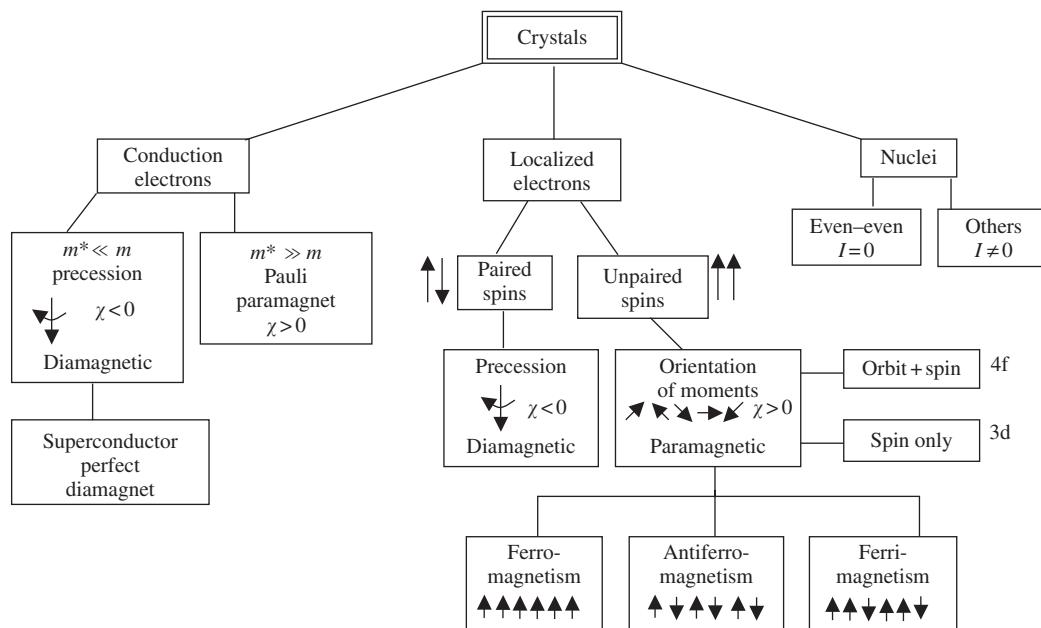 Crystals
Conduction
electrons
Localized
electrons
Nuclei
m* ≪ m
precession
χ<0
Diamagnetic
m* ≫ m
Pauli
paramagnet
χ>0
Paired
spins
Unpaired
spins
Even–even
I=0
Others
I≠0
Superconductor
perfect
diamagnet
Precession
χ<0
Diamagnetic
Orientation
of moments
χ>0
Paramagnetic
Orbit+spin
4f
Spin only
3d
Ferro-
magnetism
Antiferro-
magnetism
Ferri-
magnetism